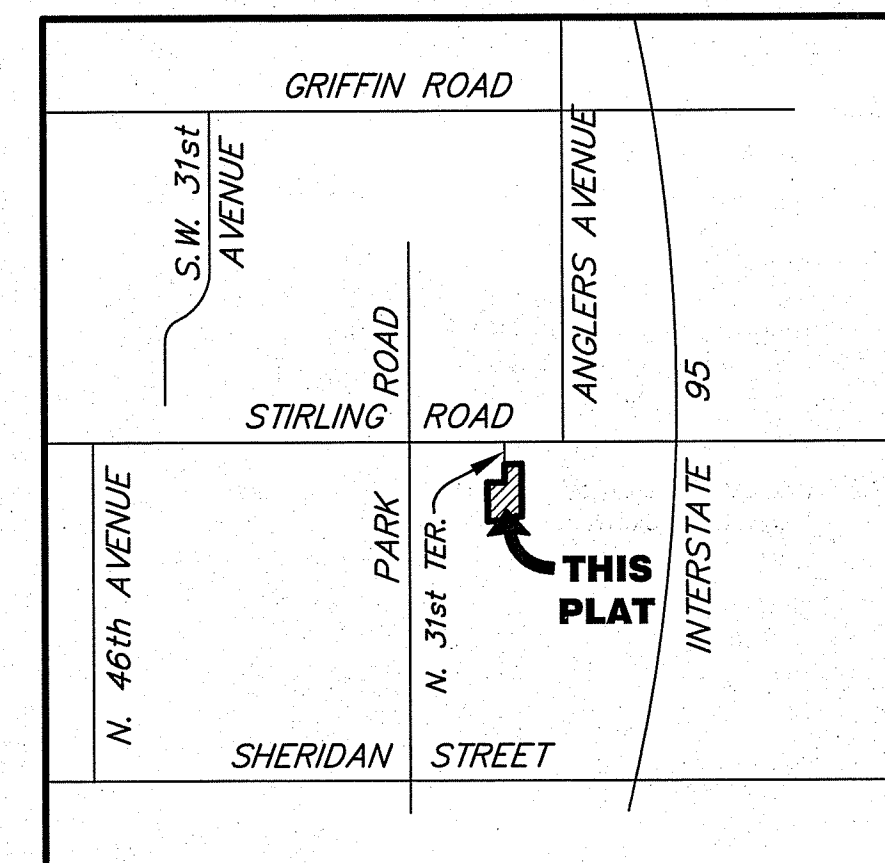 GRIFFIN ROAD
S.W. 31st
AVENUE
ANGLERS AVENUE
STIRLING ROAD
PARK ROAD
INTERSTATE 95
N. 46th AVENUE
N. 31st TER.
THIS
PLAT
SHERIDAN STREET